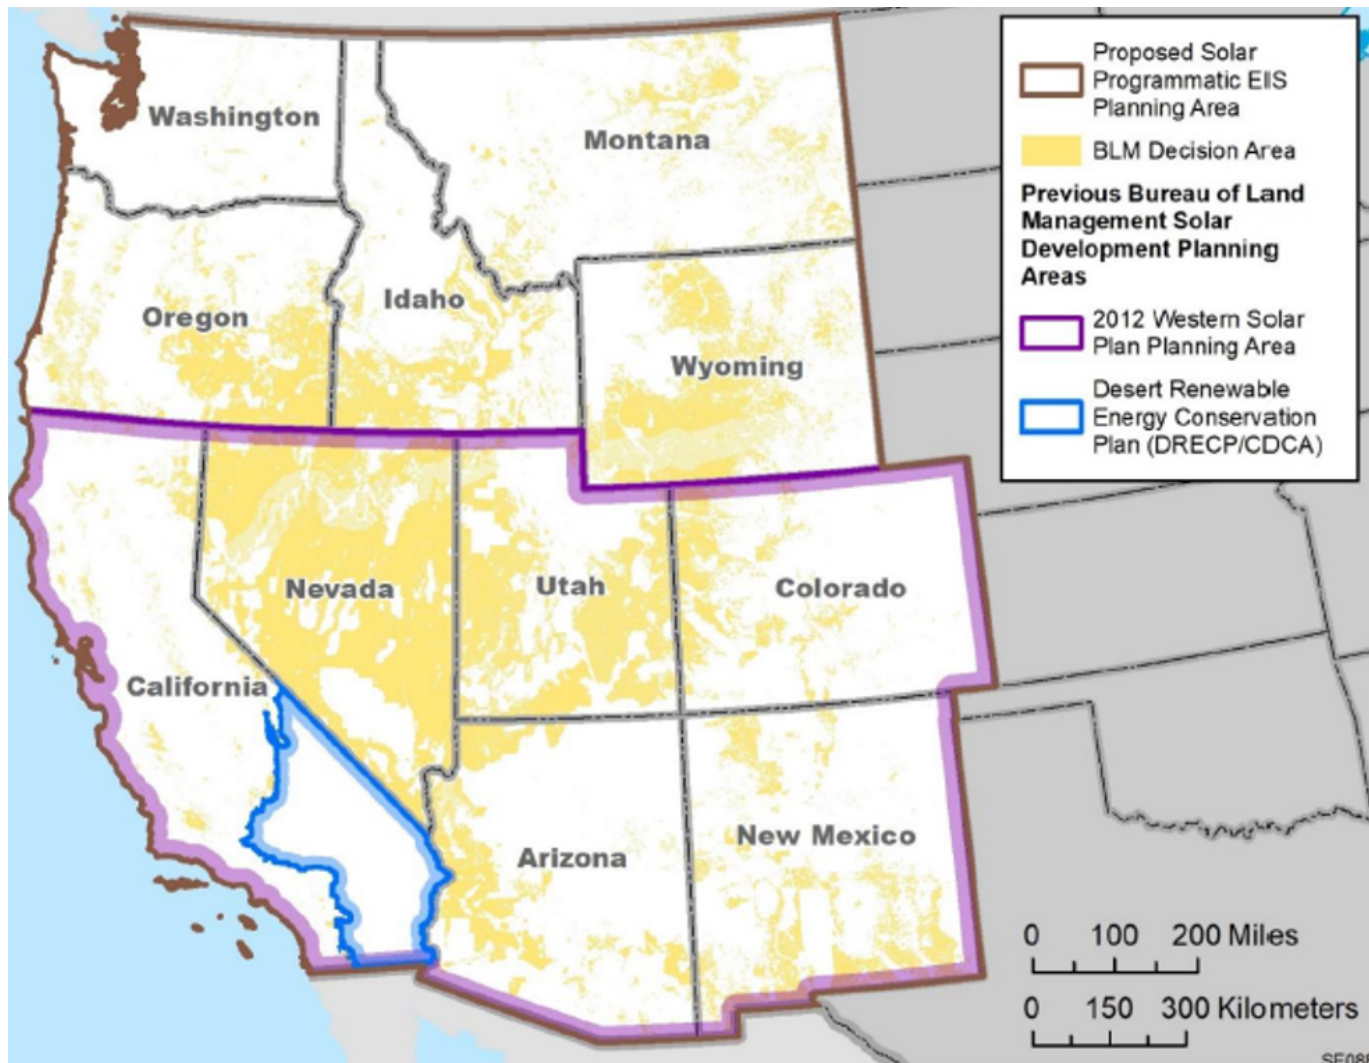 Washington
Montana
Oregon
Idaho
Wyoming
Nevada
Utah
Colorado
California
Arizona
New Mexico
Proposed Solar
Programmatic EIIS
Planning Area
BLM Decision Area
Previous Bureau of Land
Management Solar
Development Planning
Areas
2012 Western Solar
Plan Planning Area
Desert Renewable
Energy Conservation
Plan (DRECP/CDCA)
0 100 200 Miles
0 150 300 Kilometers